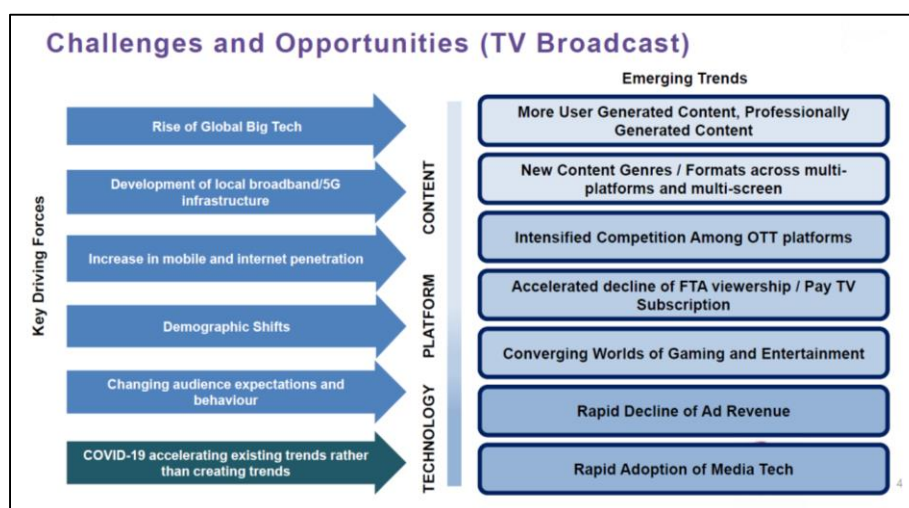 Challenges and Opportunities (TV Broadcast)
Key Driving Forces
Rise of Global Big Tech
Development of local broadband/5G
infrastructure
Increase in mobile and internet penetration
Demographic Shifts
Changing audience expectations and
behaviour
COVID-19 accelerating existing trends rather
than creating trends
CONTENT
PLATFORM
TECHNOLOGY
Emerging Trends
More User Generated Content, Professionally
Generated Content
New Content Genres / Formats across multi-
platforms and multi-screen
Intensified Competition Among OTT platforms
Accelerated decline of FTA viewership / Pay TV
Subscription
Converging Worlds of Gaming and Entertainment
Rapid Decline of Ad Revenue
Rapid Adoption of Media Tech
4